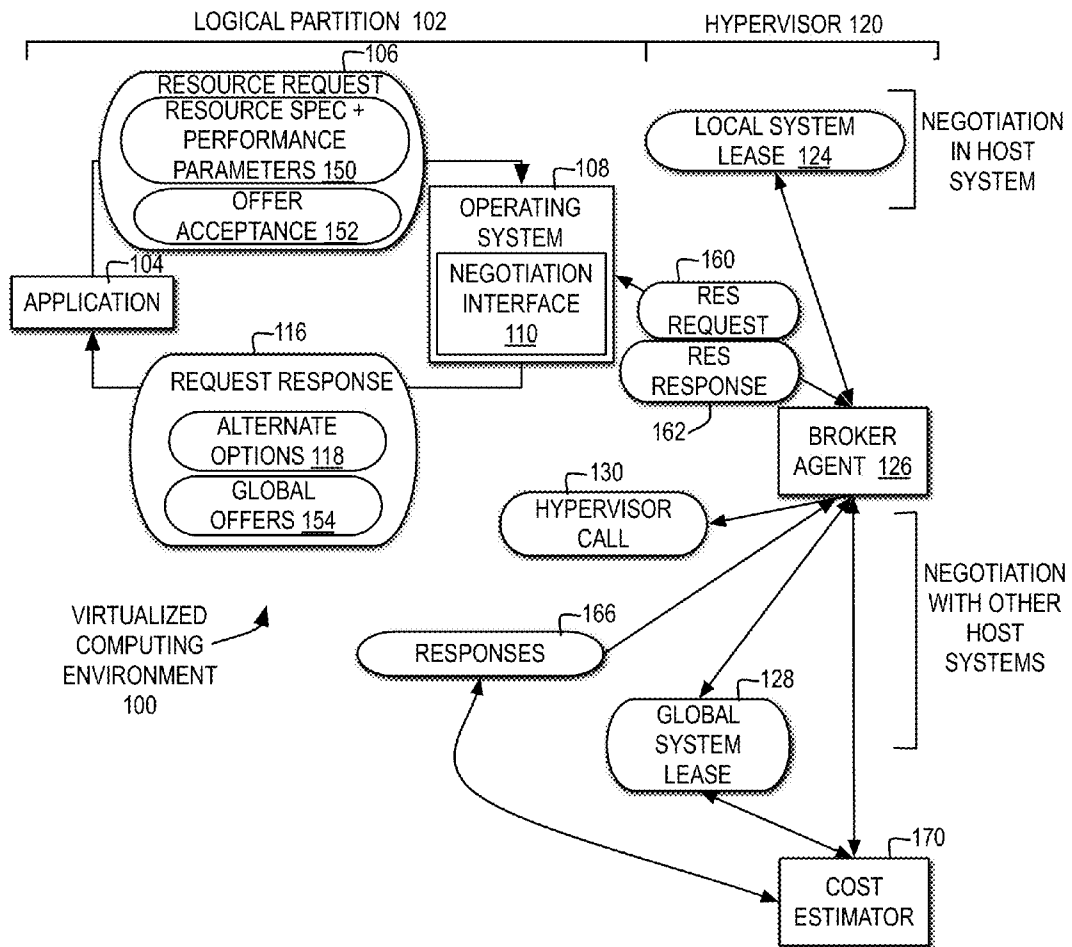 LOGICAL PARTITION 102
HYPERVISOR 120
106
RESOURCE REQUEST
RESOURCE SPEC +
PERFORMANCE
PARAMETERS 150
OFFER
ACCEPTANCE 152
LOCAL SYSTEM
LEASE 124
NEGOTIATION
IN HOST
SYSTEM
108
OPERATING
SYSTEM
NEGOTIATION
INTERFACE
110
104
APPLICATION
160
RES
REQUEST
RES
RESPONSE
162
116
REQUEST RESPONSE
ALTERNATE
OPTIONS 118
GLOBAL
OFFERS 154
BROKER
AGENT 126
130
HYPERVISOR
CALL
NEGOTIATION
WITH OTHER
HOST
SYSTEMS
VIRTUALIZED
COMPUTING
ENVIRONMENT
100
166
RESPONSES
128
GLOBAL
SYSTEM
LEASE
170
COST
ESTIMATOR